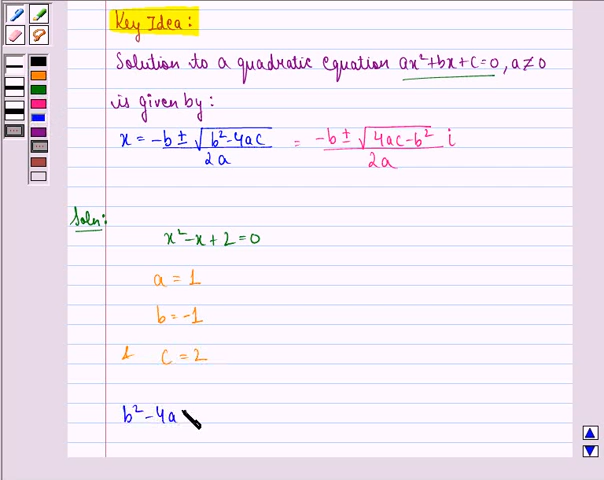 Key Idea:
Solution to a quadratic equation ax²+bx+c=0, a≠0
is given by:
x = -b ± √(b²-4ac) / 2a = -b ± √(4ac-b²) i / 2a
Soln:
x²-x+2=0
a = 1
b = -1
& c = 2
b²-4a